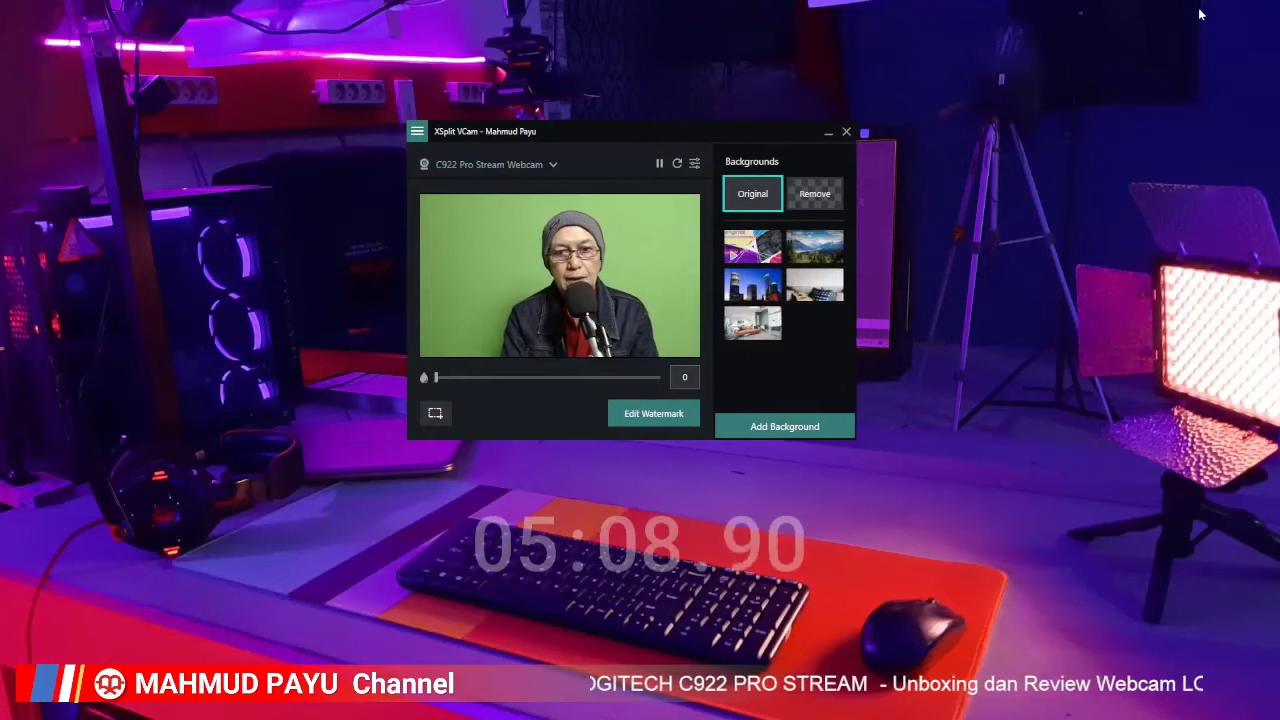 XSplit VCam - Mahmud Payu
C922 Pro Stream Webcam
Backgrounds
Original
Remove
0
Edit Watermark
Add Background
05:08.90
MAHMUD PAYU Channel
OGITECH C922 PRO STREAM - Unboxing dan Review Webcam LO